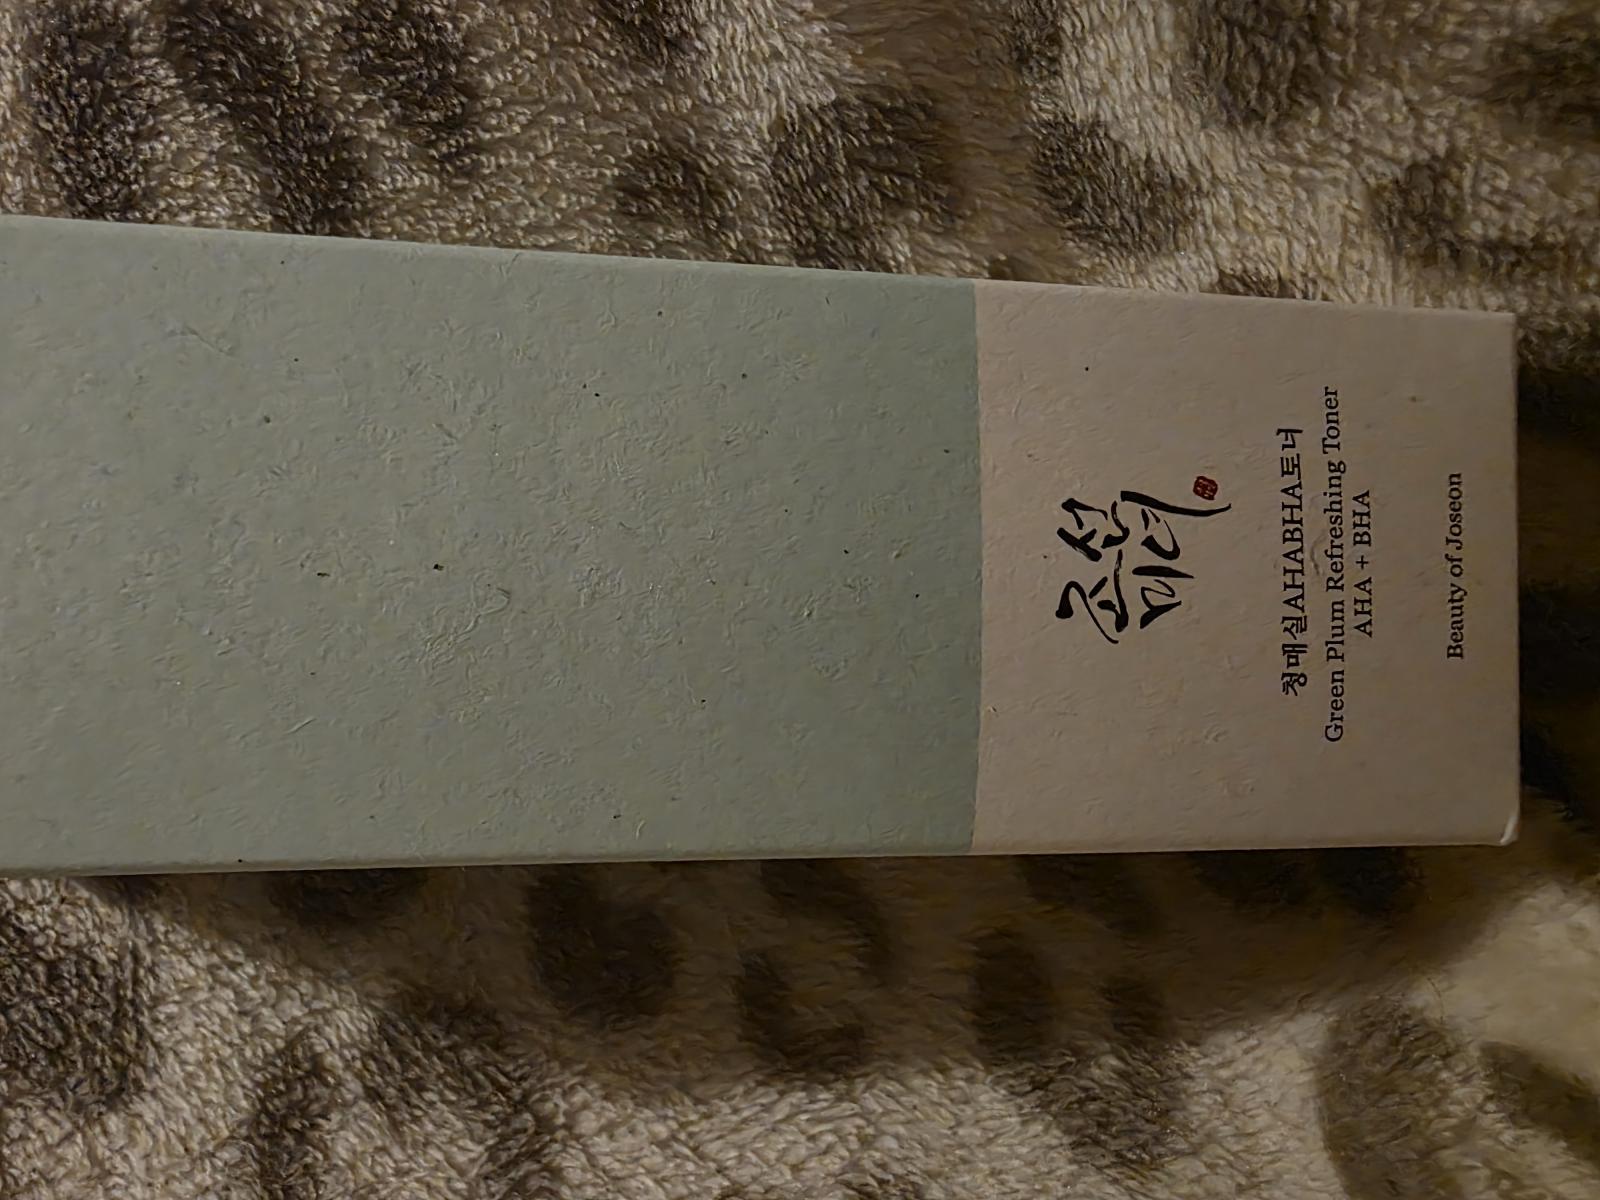 조선
미녀
청매실AHABHA토너
Green Plum Refreshing Toner
AHA + BHA
Beauty of Joseon